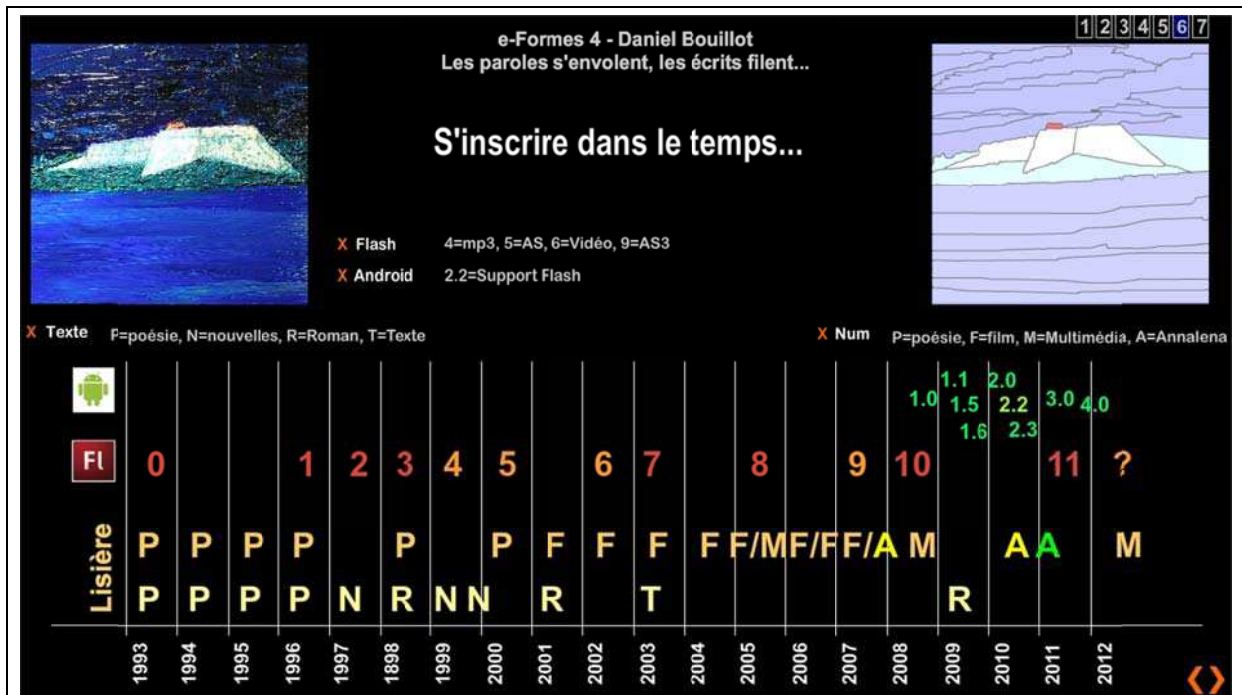 1 2 3 4 5 6 7
e-Formes 4 - Daniel Bouillot
Les paroles s'envolent, les écrits filent...
S'inscrire dans le temps...
X Flash 4=mp3, 5=AS, 6=Vidéo, 9=AS3
X Android 2.2=Support Flash
X Texte P=poésie, N=nouvelles, R=Roman, T=Texte
X Num P=poésie, F=film, M=Multimédia, A=Annalena
1.1 2.0
1.0 1.5 2.2 3.0 4.0
1.6 2.3
Fl 0 1 2 3 4 5 6 7 8 9 10 11 ?
Lisière
P P P P P P F F F F F/M F/F F/A M A A M
P P P P N R N N R T R
1993 1994 1995 1996 1997 1998 1999 2000 2001 2002 2003 2004 2005 2006 2007 2008 2009 2010 2011 2012